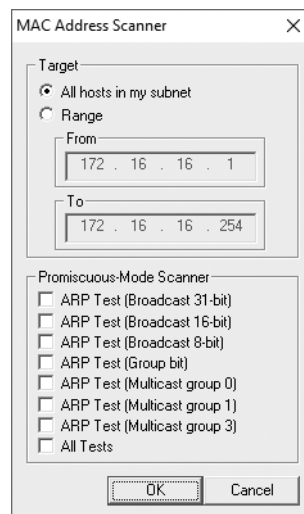 MAC Address Scanner
Target
All hosts in my subnet
Range
From
172 . 16 . 16 . 1
To
172 . 16 . 16 . 254
Promiscuous-Mode Scanner
ARP Test (Broadcast 31-bit)
ARP Test (Broadcast 16-bit)
ARP Test (Broadcast 8-bit)
ARP Test (Group bit)
ARP Test (Multicast group 0)
ARP Test (Multicast group 1)
ARP Test (Multicast group 3)
All Tests
OK Cancel